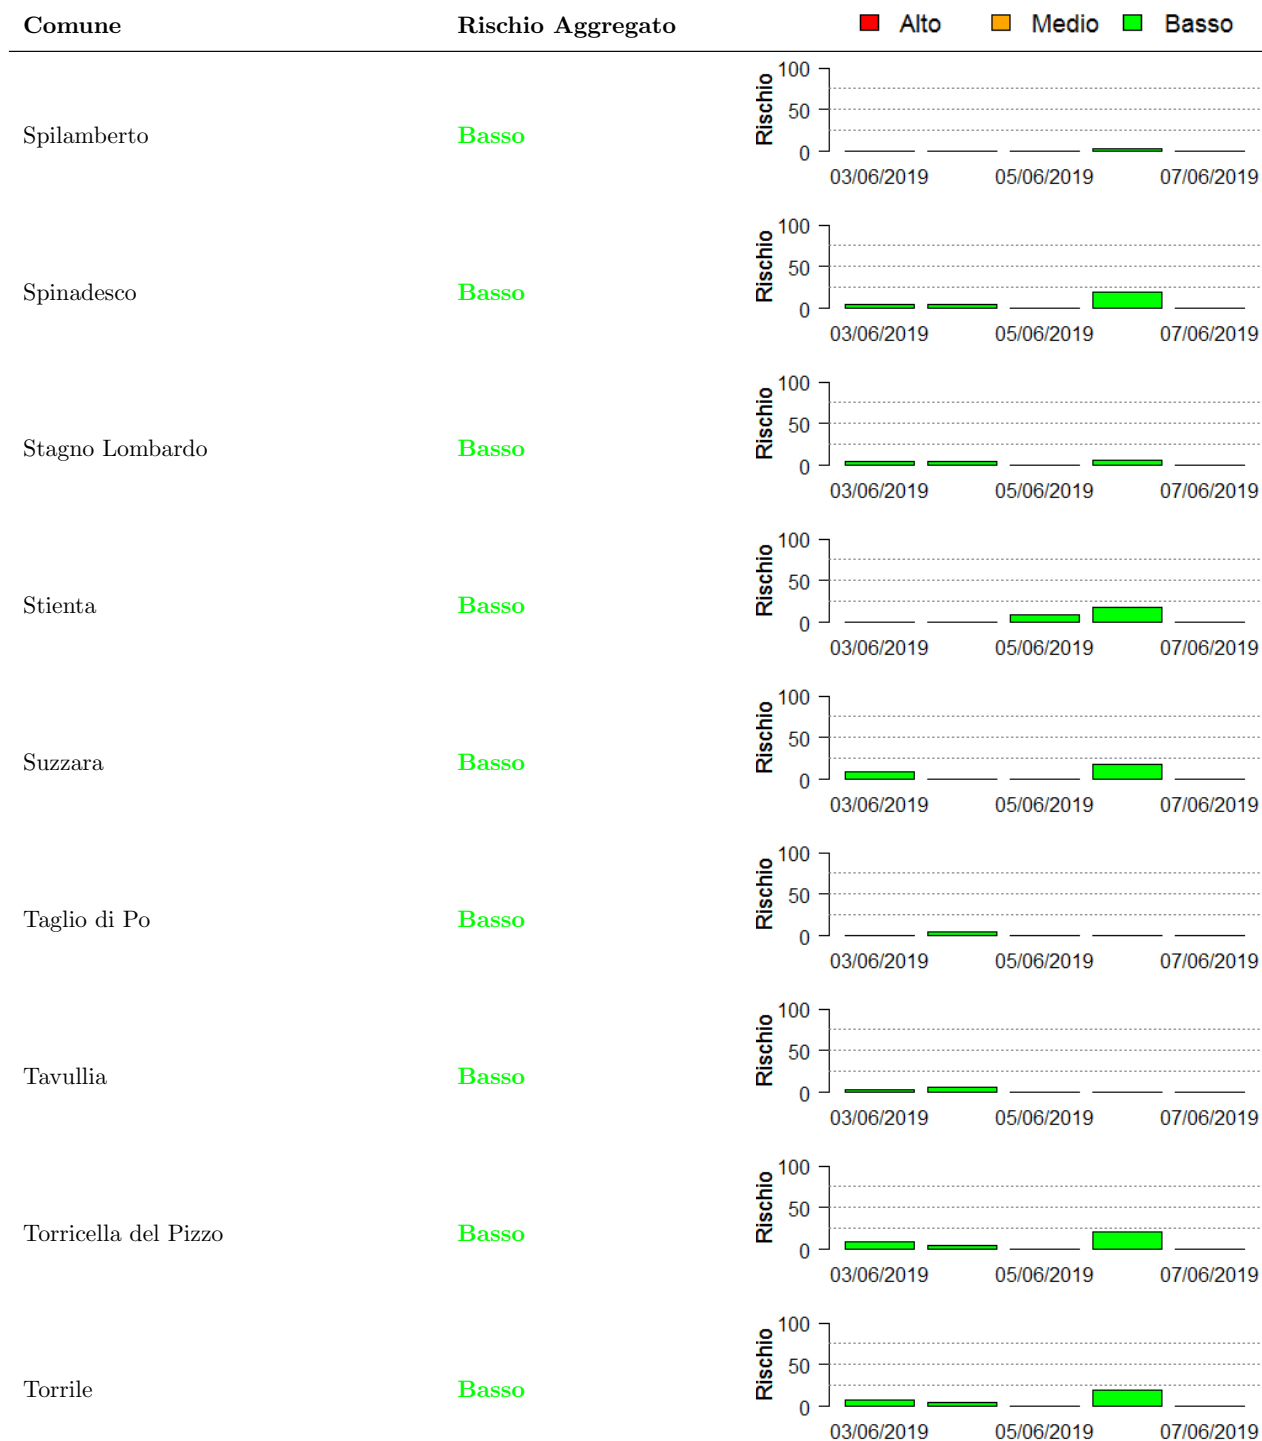 Comune Rischio Aggregato Alto Medio Basso
100
50
0
Rischio
Spilamberto Basso
03/06/2019 05/06/2019 07/06/2019
100
50
0
Rischio
Spinadesco Basso
03/06/2019 05/06/2019 07/06/2019
100
50
0
Rischio
Stagno Lombardo Basso
03/06/2019 05/06/2019 07/06/2019
100
50
0
Rischio
Stienta Basso
03/06/2019 05/06/2019 07/06/2019
100
50
0
Rischio
Suzzara Basso
03/06/2019 05/06/2019 07/06/2019
100
50
0
Rischio
Taglio di Po Basso
03/06/2019 05/06/2019 07/06/2019
100
50
0
Rischio
Tavullia Basso
03/06/2019 05/06/2019 07/06/2019
100
50
0
Rischio
Torricella del Pizzo Basso
03/06/2019 05/06/2019 07/06/2019
100
50
0
Rischio
Torrile Basso
03/06/2019 05/06/2019 07/06/2019